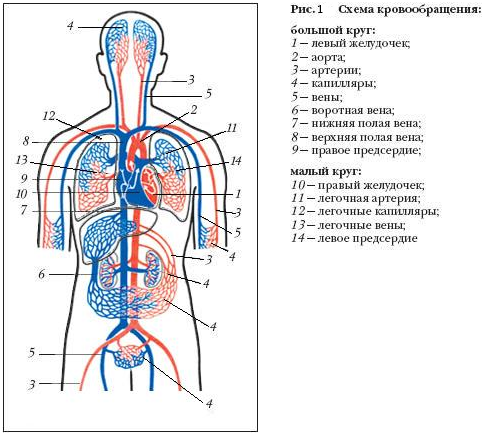 Рис.1 Схема кровообращения:
большой круг:
1 – левый желудочек;
2 – аорта;
3 – артерии;
4 – капилляры;
5 – вены;
6 – воротная вена;
7 – нижняя полая вена;
8 – верхняя полая вена;
9 – правое предсердие;
малый круг:
10 – правый желудочек;
11 – легочная артерия;
12 – легочные капилляры;
13 – легочные вены;
14 – левое предсердие
4
3
5
2
12
11
8
13
14
9
10
1
7
3
5
4
3
6
4
4
5
3
4